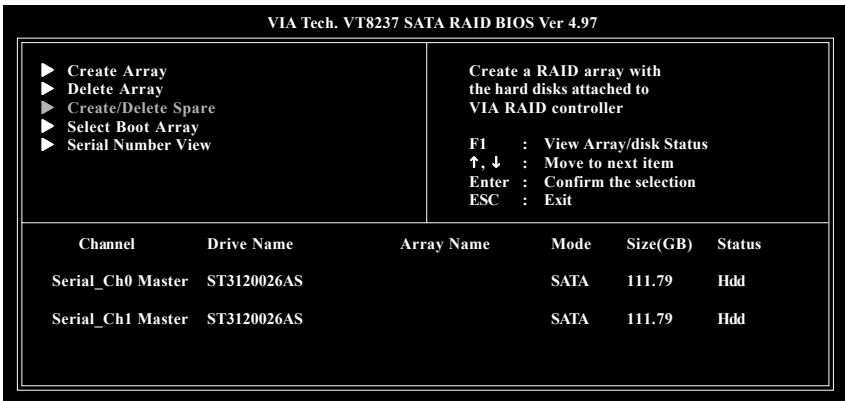 VIA Tech. VT8237 SATA RAID BIOS Ver 4.97
Create Array
Delete Array
Create/Delete Spare
Select Boot Array
Serial Number View
Create a RAID array with
the hard disks attached to
VIA RAID controller
F1 : View Array/disk Status
↑, ↓ : Move to next item
Enter : Confirm the selection
ESC : Exit
Channel Drive Name Array Name Mode Size(GB) Status
Serial_Ch0 Master ST3120026AS SATA 111.79 Hdd
Serial_Ch1 Master ST3120026AS SATA 111.79 Hdd